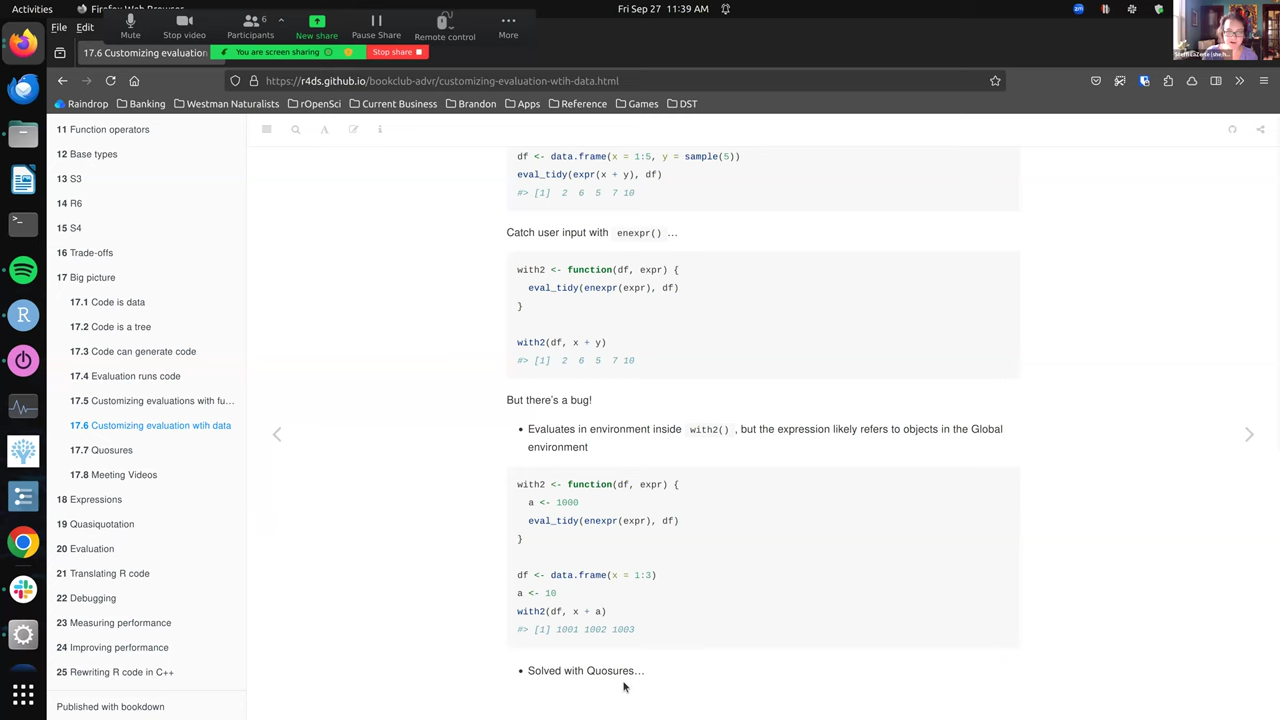 Activities
Firefox Web Browser
Fri Sep 27 11:39 AM
File Edit
Mute
Stop video
6
Participants
New share
Pause Share
Remote control
More
You are screen sharing
Stop share
17.6 Customizing evaluation
https://r4ds.github.io/bookclub-advr/customizing-evaluation-wtih-data.html
Raindrop
Banking
Westman Naturalists
rOpenSci
Current Business
Brandon
Apps
Reference
Games
DST
11 Function operators
12 Base types
13 S3
14 R6
15 S4
16 Trade-offs
17 Big picture
17.1 Code is data
17.2 Code is a tree
17.3 Code can generate code
17.4 Evaluation runs code
17.5 Customizing evaluations with fu…
17.6 Customizing evaluation wtih data
17.7 Quosures
17.8 Meeting Videos
18 Expressions
19 Quasiquotation
20 Evaluation
21 Translating R code
22 Debugging
23 Measuring performance
24 Improving performance
25 Rewriting R code in C++
Published with bookdown
df <- data.frame(x = 1:5, y = sample(5))
eval_tidy(expr(x + y), df)
#> [1]  2  6  5  7 10
Catch user input with enexpr() …
with2 <- function(df, expr) {
eval_tidy(enexpr(expr), df)
}
with2(df, x + y)
#> [1]  2  6  5  7 10
But there's a bug!
• Evaluates in environment inside with2() , but the expression likely refers to objects in the Global
environment
with2 <- function(df, expr) {
a <- 1000
eval_tidy(enexpr(expr), df)
}
df <- data.frame(x = 1:3)
a <- 10
with2(df, x + a)
#> [1] 1001 1002 1003
• Solved with Quosures…